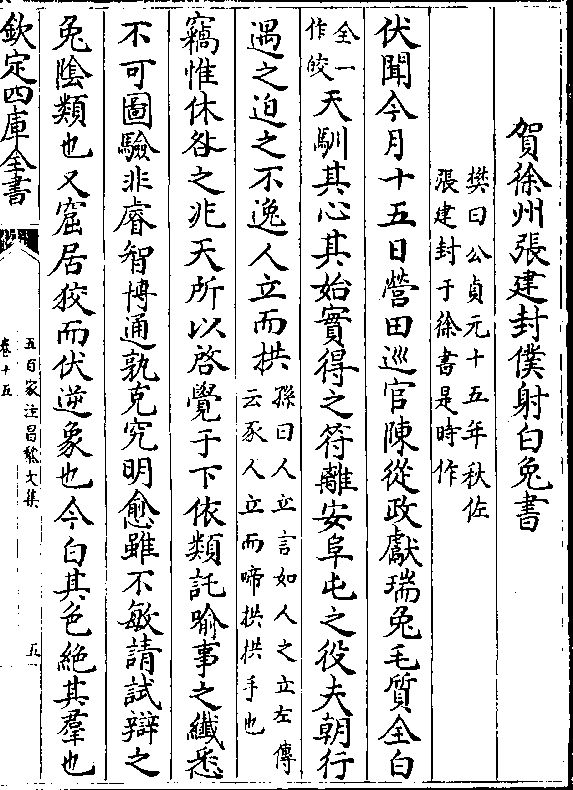 賀徐州張建封僕射白兔書
樊曰公貞元十五年秋佐
張建封于徐書是時作
伏聞今月十五日營田巡官陳從政獻瑞兔毛質全白
全一
作皎
天馴其心其始實得之符離安阜屯之役夫朝行
遇之迫之不逸人立而拱
孫曰人立言如人之立左傳
云豕人立而啼拱拱手也
竊惟休咎之兆天所以啓覺于下依類託喻事之纖悉
不可圖驗非睿智博通孰克究明愈雖不敏請試辯之
兔陰類也又窟居狡而伏逆象也今白其色絶其羣也
欽定四庫全書
五百家注昌黎文集
卷十五
五